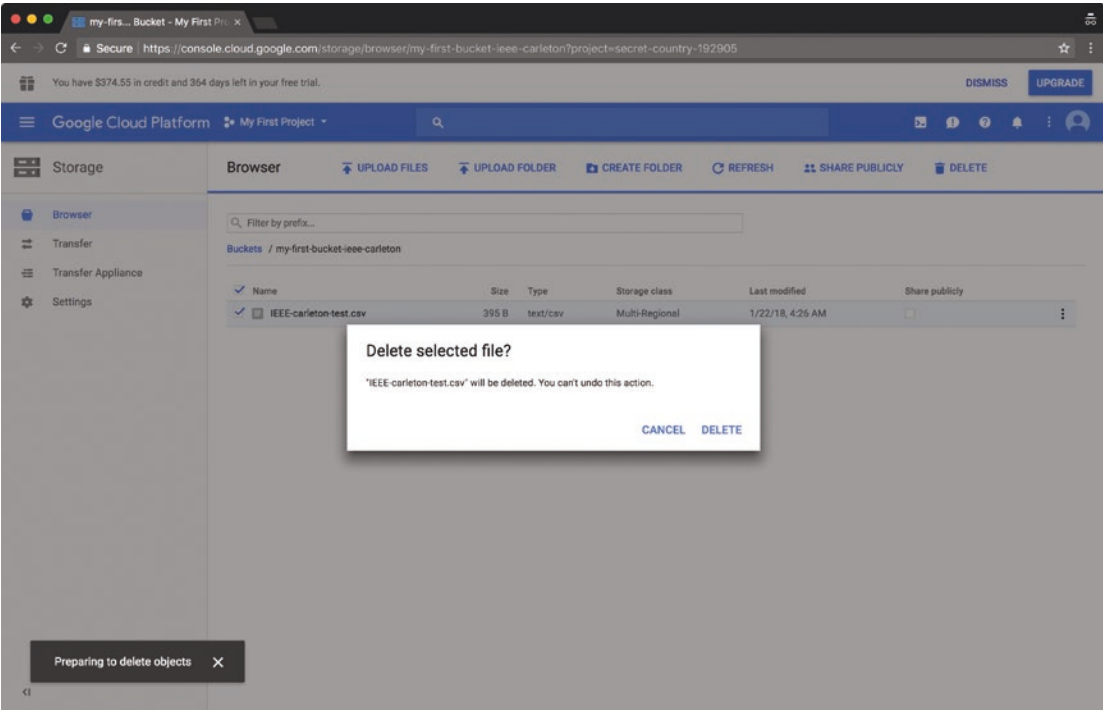 my-firs... Bucket - My First Pro
Secure https://console.cloud.google.com/storage/browser/my-first-bucket-ieee-carleton?project=secret-country-192905
You have $374.55 in credit and 364 days left in your free trial.
DISMISS
UPGRADE
Google Cloud Platform
My First Project
Storage
Browser
UPLOAD FILES
UPLOAD FOLDER
CREATE FOLDER
REFRESH
SHARE PUBLICLY
DELETE
Browser
Transfer
Transfer Appliance
Settings
Filter by prefix...
Buckets / my-first-bucket-ieee-carleton
Name Size Type Storage class Last modified Share publicly
IEEE-carleton-test.csv 395 B text/csv Multi-Regional 1/22/18, 4:26 AM
Delete selected file?
"IEEE-carleton-test.csv" will be deleted. You can't undo this action.
CANCEL DELETE
Preparing to delete objects